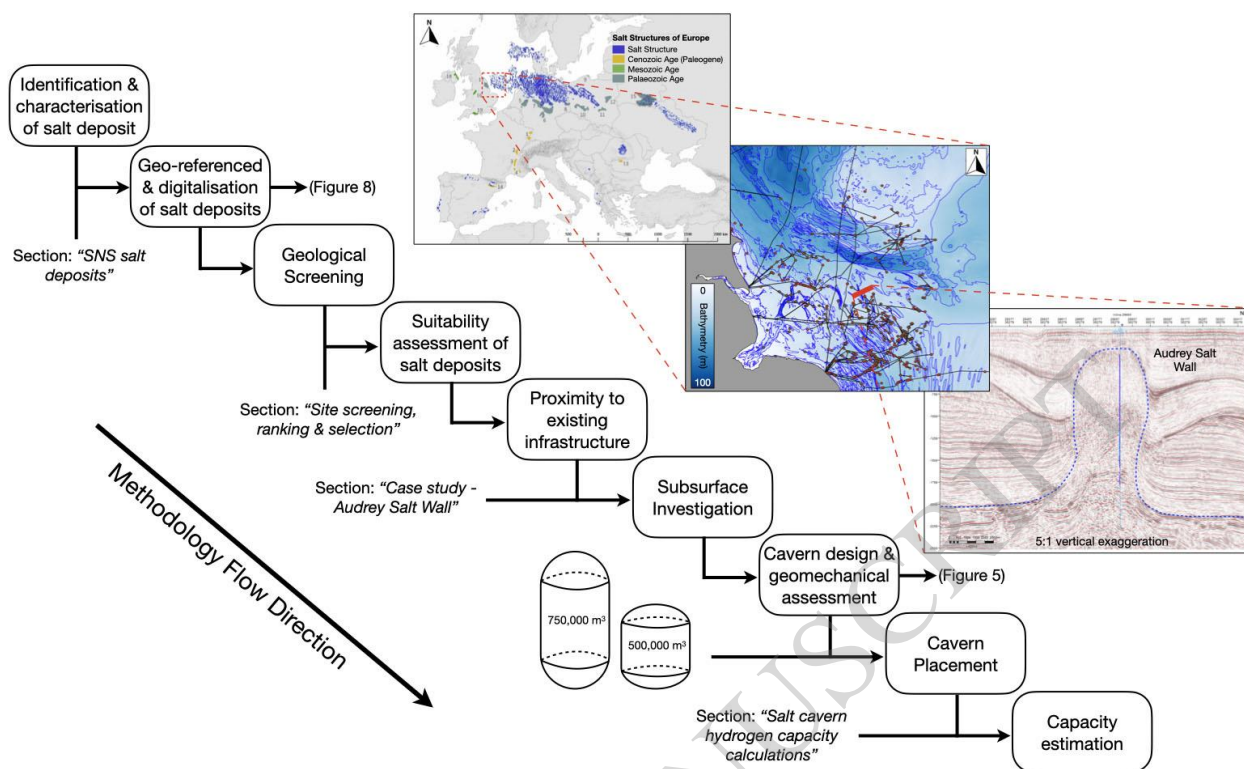 Identification &
characterisation
of salt deposit
Geo-referenced
& digitalisation
of salt deposits
(Figure 8)
Section: “SNS salt
deposits”
Geological
Screening
Suitability
assessment of
salt deposits
Section: “Site screening,
ranking & selection”
Proximity to
existing
infrastructure
Section: “Case study -
Audrey Salt Wall”
Subsurface
Investigation
Cavern design &
geomechanical
assessment
(Figure 5)
750,000 m³
500,000 m³
Cavern
Placement
Section: “Salt cavern
hydrogen capacity
calculations”
Capacity
estimation
Methodology Flow Direction
N
Salt Structures of Europe
Salt Structure
Cenozoic Age (Paleogene)
Mesozoic Age
Palaeozoic Age
N
0
Bathymetry (m)
100
Audrey Salt
Wall
5:1 vertical exaggeration
NUSCRIPT